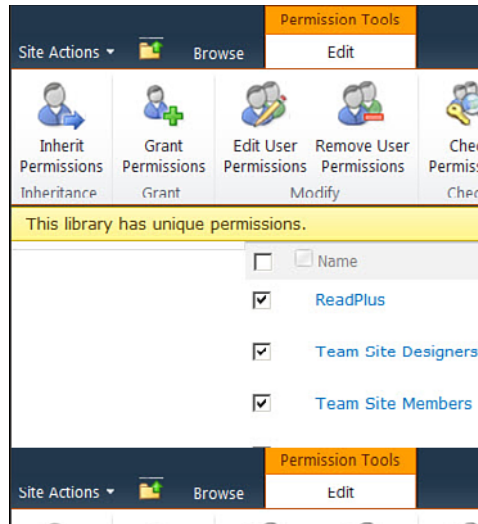 Permission Tools
Site Actions Browse Edit
Inherit Permissions Grant Permissions Edit User Permissions Remove User Permissions
Inheritance Grant Modify
This library has unique permissions.
Name
ReadPlus
Team Site Designers
Team Site Members
Permission Tools
Site Actions Browse Edit